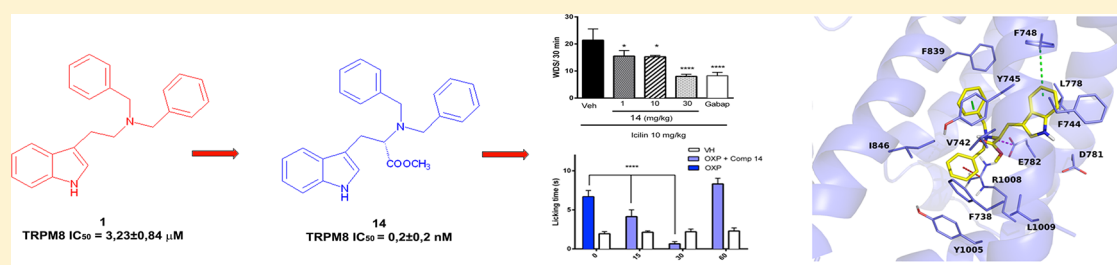 N
N
H
1
TRPM8 IC50 = 3,23±0,84 μM
N
COOCH3
N
H
14
TRPM8 IC50 = 0,2±0,2 nM
WDS/ 30 min
30
20
10
0
*
*
****
****
Veh
1
10
30
Gabap
14 (mg/kg)
Icilin 10 mg/kg
Licking time (s)
10
5
0
****
VH
OXP + Comp 14
OXP
0
15
30
60
F748
F839
Y745
L778
F744
I846
V742
E782
D781
R1008
F738
L1009
Y1005